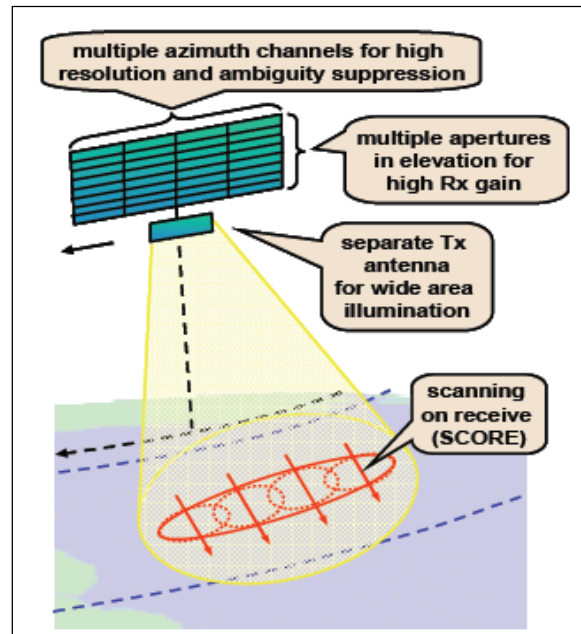 multiple azimuth channels for high
resolution and ambiguity suppression
multiple apertures
in elevation for
high Rx gain
separate Tx
antenna
for wide area
illumination
scanning
on receive
(SCORE)